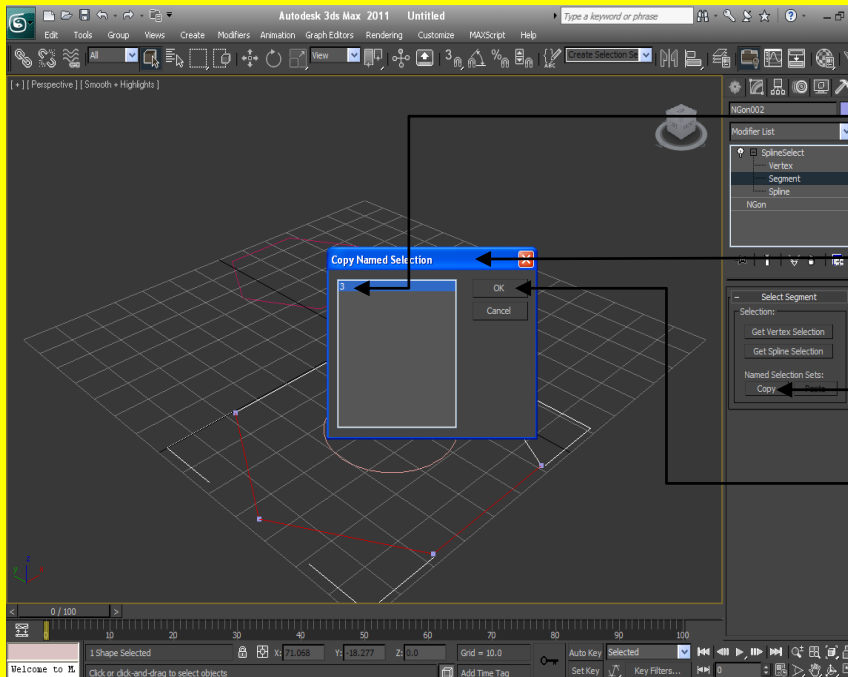 Autodesk 3ds Max 2011 Untitled
Type a keyword or phrase
Edit Tools Group Views Create Modifiers Animation Graph Editors Rendering Customize MAXScript Help
All View 3 Create Selection Se
[ + ] [ Perspective ] [ Smooth + Highlights ]
NGon002
Modifier List
SplineSelect
Vertex
Segment
Spline
NGon
Copy Named Selection
3
OK
Cancel
Select Segment
Selection:
Get Vertex Selection
Get Spline Selection
Named Selection Sets:
Copy Paste
z
0 / 100
10 20 30 40 50 60 70 80 90 100
1 Shape Selected X: 71.068 Y: -18.277 Z: 0.0 Grid = 10.0 Auto Key Selected
Welcome to M Click or click-and-drag to select objects Add Time Tag Set Key Key Filters... 0